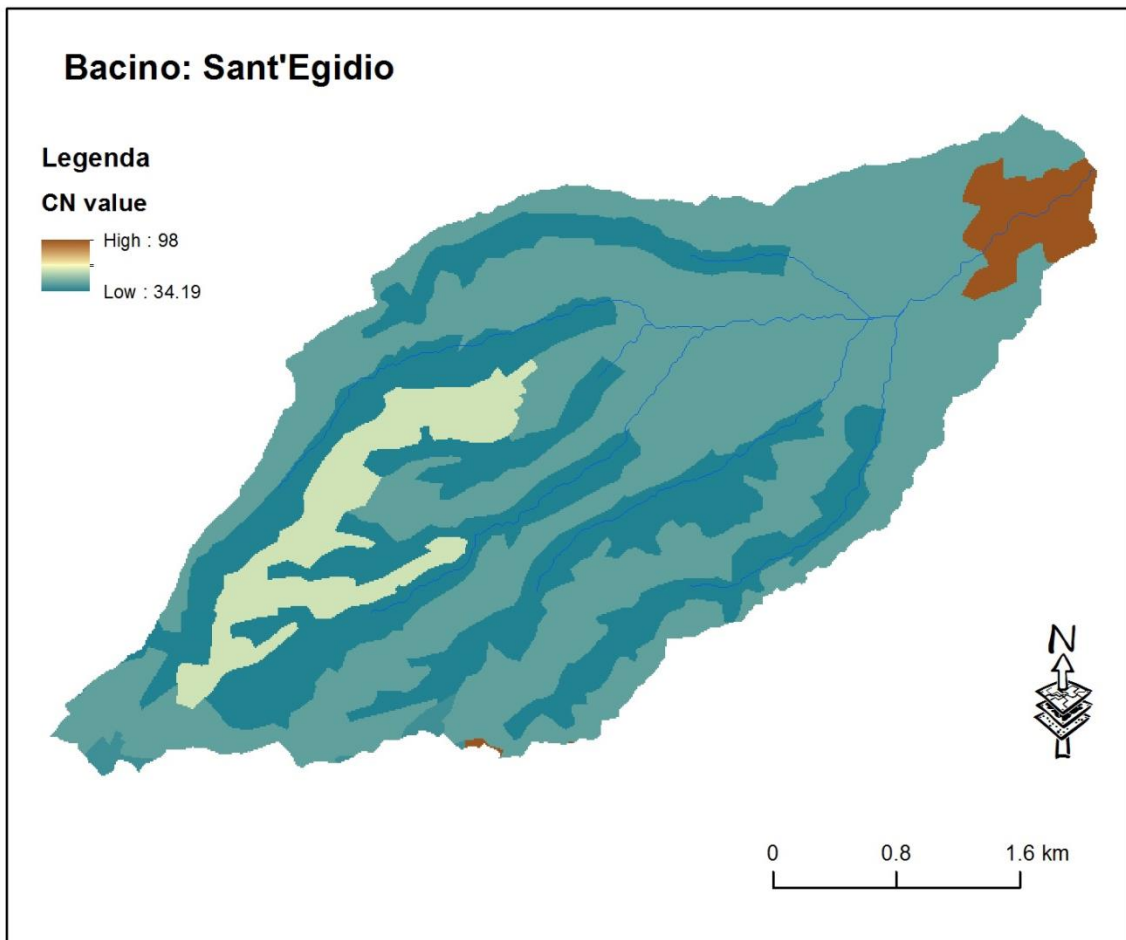 Bacino: Sant'Egidio
Legenda
CN value
High : 98
Low : 34.19
N
0 0.8 1.6 km